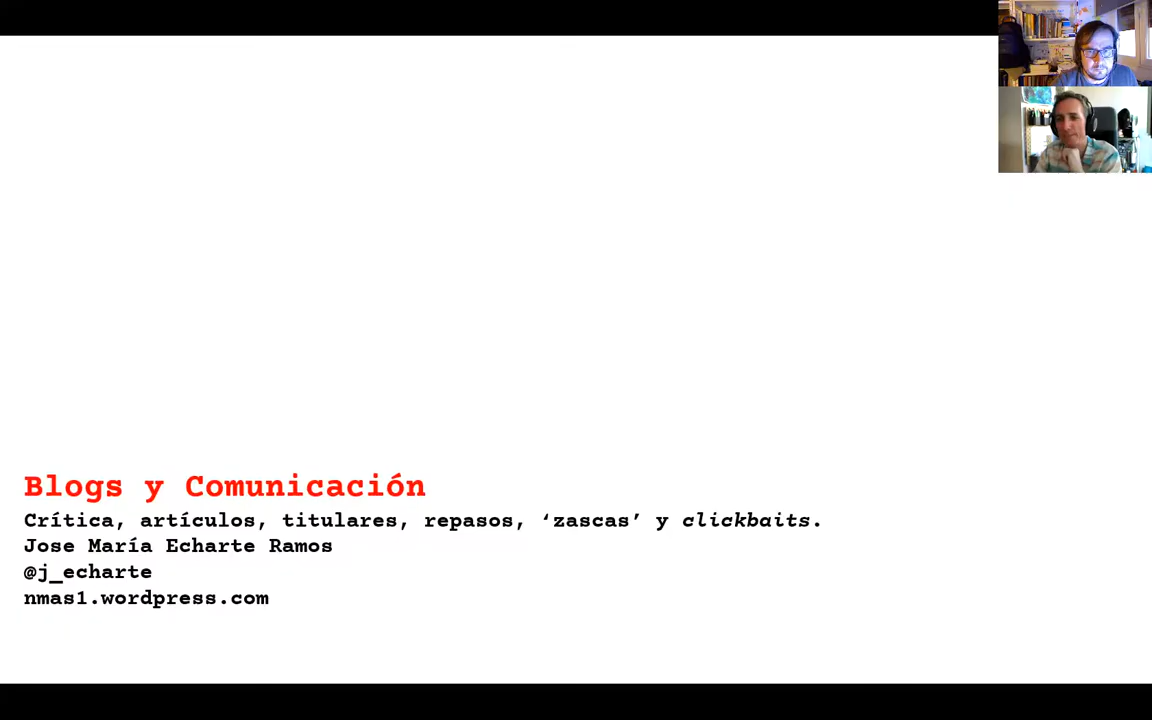 Blogs y Comunicación
Crítica, artículos, titulares, repasos, ‘zascas’ y clickbaits.
Jose María Echarte Ramos
@j_echarte
nmas1.wordpress.com